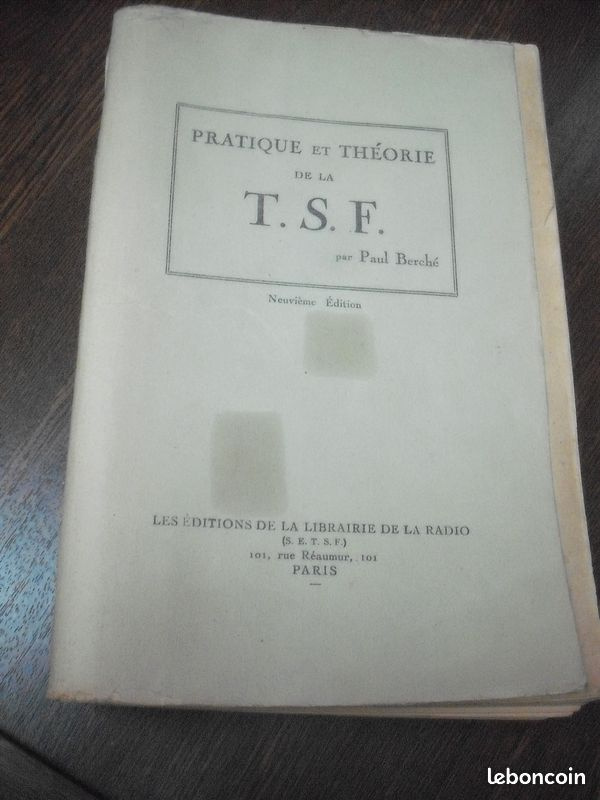 PRATIQUE ET THÉORIE
DE LA
T. S. F.
par Paul Berché
Neuvième Édition
LES ÉDITIONS DE LA LIBRAIRIE DE LA RADIO
(S. E. T. S. F.)
101, rue Réaumur, 101
PARIS
leboncoin